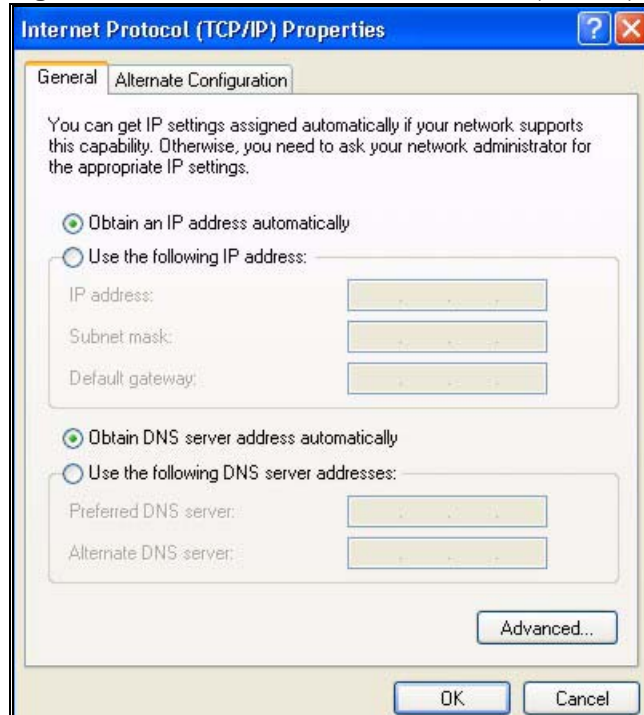 Internet Protocol (TCP/IP) Properties
General
Alternate Configuration
You can get IP settings assigned automatically if your network supports
this capability. Otherwise, you need to ask your network administrator for
the appropriate IP settings.
Obtain an IP address automatically
Use the following IP address:
IP address:
Subnet mask:
Default gateway:
Obtain DNS server address automatically
Use the following DNS server addresses:
Preferred DNS server:
Alternate DNS server:
Advanced...
OK
Cancel